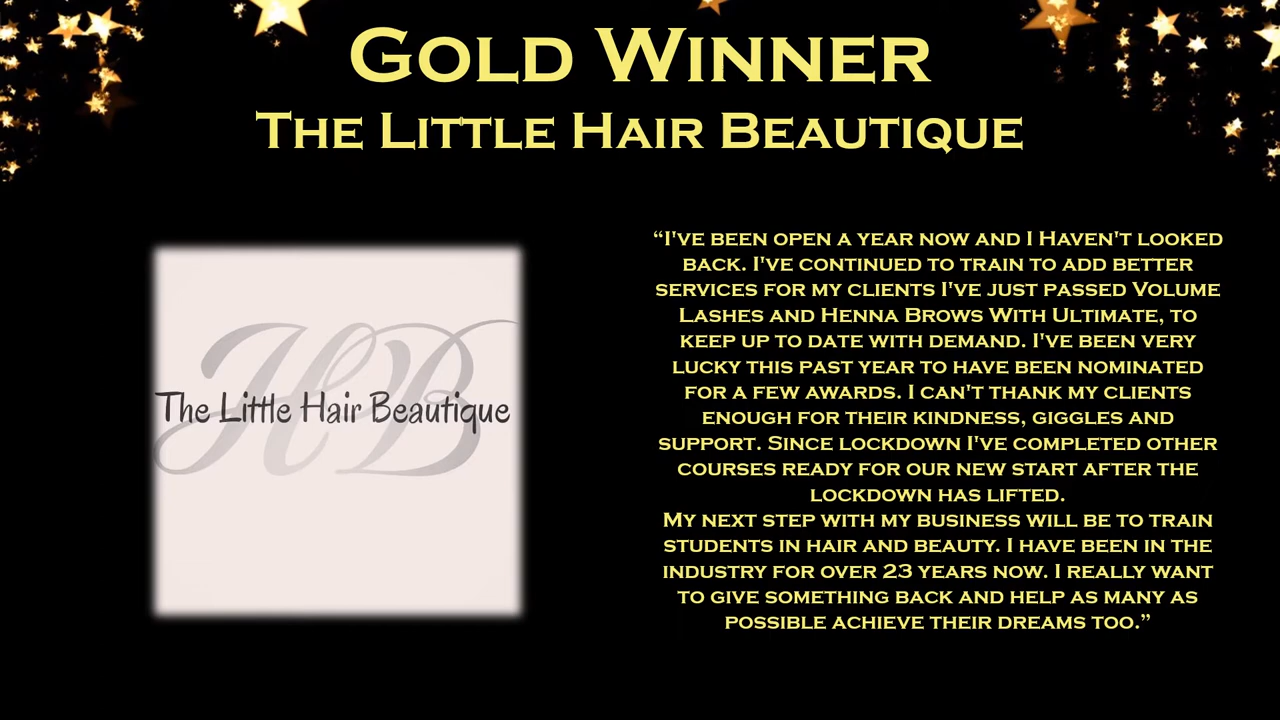 Gold Winner
The Little Hair Beautique
HB
The Little Hair Beautique
“I've been open a year now and I Haven't looked
back. I've continued to train to add better
services for my clients I've just passed Volume
Lashes and Henna Brows With Ultimate, to
keep up to date with demand. I've been very
lucky this past year to have been nominated
for a few awards. I can't thank my clients
enough for their kindness, giggles and
support. Since lockdown I've completed other
courses ready for our new start after the
lockdown has lifted.
My next step with my business will be to train
students in hair and beauty. I have been in the
industry for over 23 years now. I really want
to give something back and help as many as
possible achieve their dreams too.”